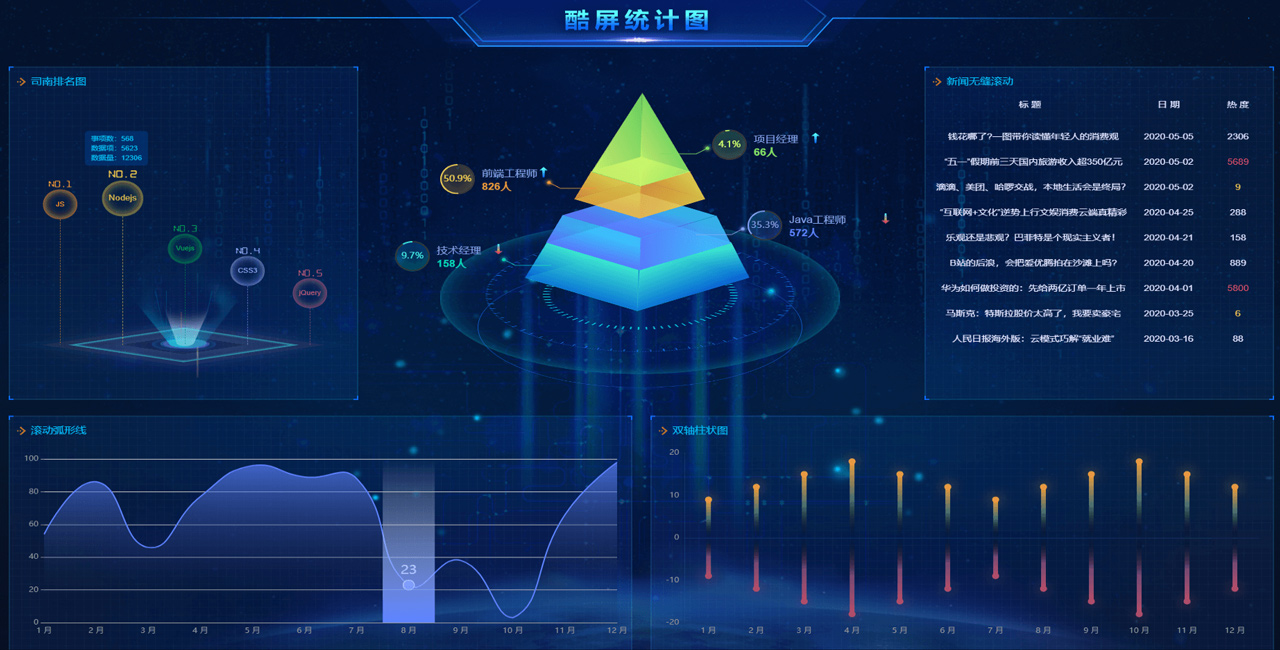 酷屏统计图
司南排名图
事项数：568
数据项：5623
数据量：12306
NO.1
JS
NO.2
Nodejs
NO.3
Vuejs
NO.4
CSS3
NO.5
jQuery
4.1%
项目经理
66人
50.9%
前端工程师
826人
35.3%
Java工程师
572人
9.7%
技术经理
158人
新闻无缝滚动
标题 日期 热度
钱花哪了?一图带你读懂年轻人的消费观 2020-05-05 2306
“五一”假期前三天国内旅游收入超350亿元 2020-05-02 5689
滴滴、美团、哈啰交战，本地生活会是终局？ 2020-05-02 9
“互联网+文化”逆势上行文娱消费云端真精彩 2020-04-25 288
乐观还是悲观？巴菲特是个现实主义者！ 2020-04-21 158
B站的后浪，会把爱优腾拍在沙滩上吗？ 2020-04-20 889
华为如何做投资的：先给两亿订单一年上市 2020-04-01 5800
马斯克：特斯拉股价太高了，我要卖豪宅 2020-03-25 6
人民日报海外版：云模式巧解“就业难” 2020-03-16 88
滚动弧形线
100
80
60
40
20
0
23
1月 2月 3月 4月 5月 6月 7月 8月 9月 10月 11月 12月
双轴柱状图
20
10
0
-10
-20
1月 2月 3月 4月 5月 6月 7月 8月 9月 10月 11月 12月